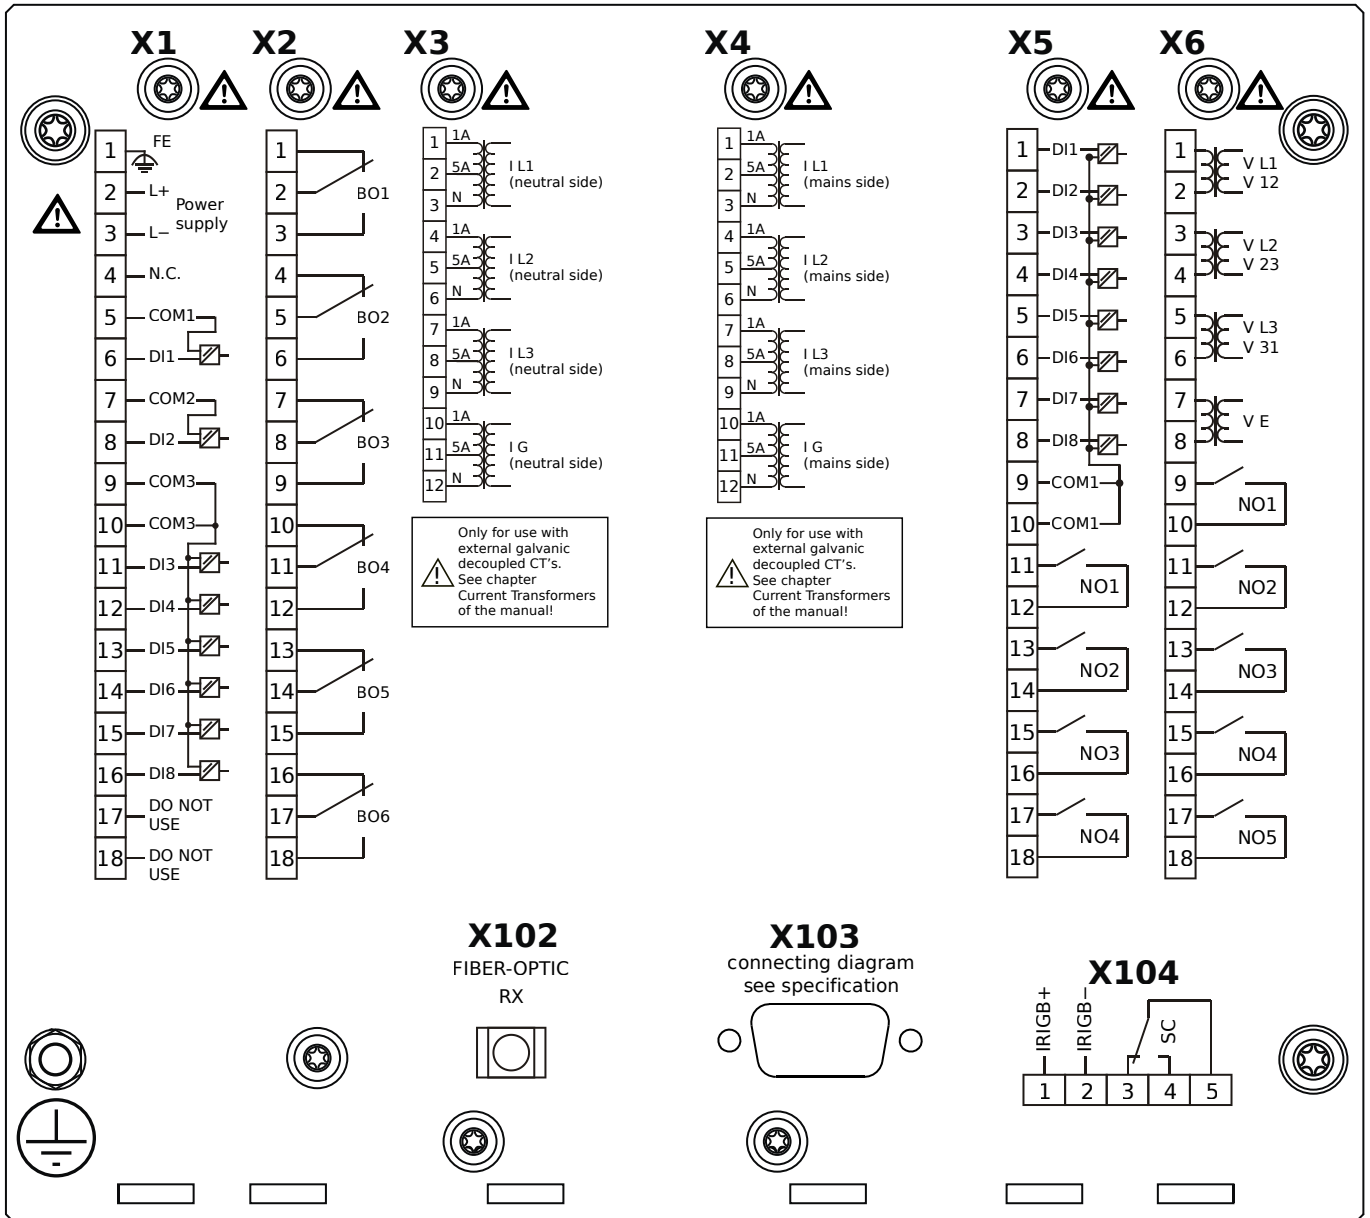 X1
1
FE
2
L+
Power
supply
3
L−
4
N.C.
5
COM1
6
DI1
7
COM2
8
DI2
9
COM3
10
COM3
11
DI3
12
DI4
13
DI5
14
DI6
15
DI7
16
DI8
17
DO NOT
USE
18
DO NOT
USE
X2
1
2
BO1
3
4
5
BO2
6
7
8
BO3
9
10
11
BO4
12
13
14
BO5
15
16
17
BO6
18
X3
1
1A
2
5A
3
N
I L1
(neutral side)
4
1A
5
5A
6
N
I L2
(neutral side)
7
1A
8
5A
9
N
I L3
(neutral side)
10
1A
11
5A
12
N
I G
(neutral side)
Only for use with
external galvanic
decoupled CT's.
See chapter
Current Transformers
of the manual!
X4
1
1A
2
5A
3
N
I L1
(mains side)
4
1A
5
5A
6
N
I L2
(mains side)
7
1A
8
5A
9
N
I L3
(mains side)
10
1A
11
5A
12
N
I G
(mains side)
Only for use with
external galvanic
decoupled CT's.
See chapter
Current Transformers
of the manual!
X5
1
DI1
2
DI2
3
DI3
4
DI4
5
DI5
6
DI6
7
DI7
8
DI8
9
COM1
10
COM1
11
NO1
12
13
NO2
14
15
NO3
16
17
NO4
18
X6
1
V L1
V 12
2
3
V L2
V 23
4
5
V L3
V 31
6
7
V E
8
9
NO1
10
11
NO2
12
13
NO3
14
15
NO4
16
17
NO5
18
X102
FIBER-OPTIC
RX
X103
connecting diagram
see specification
X104
IRIGB+
IRIGB−
SC
1 2 3 4 5